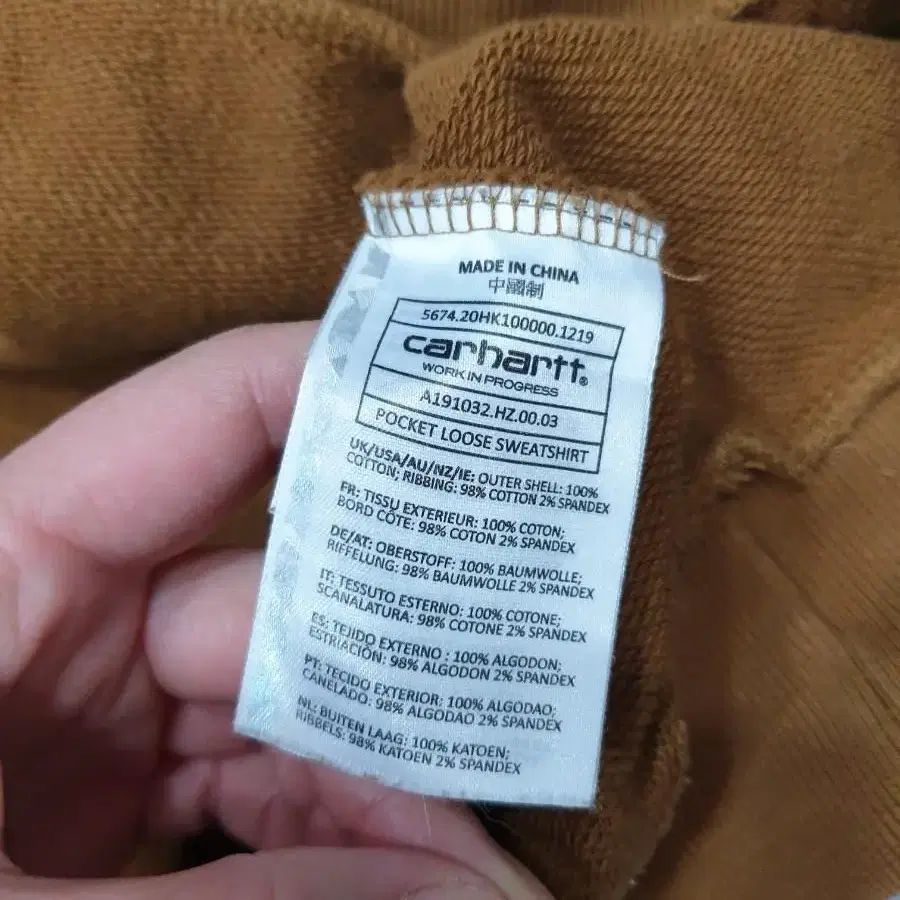 MADE IN CHINA
中國制
5674.20HK100000.1219
carhartt®
WORK IN PROGRESS
A191032.HZ.00.03
POCKET LOOSE SWEATSHIRT
UK/USA/AU/NZ/IE: OUTER SHELL: 100%
COTTON; RIBBING: 98% COTTON 2% SPANDEX
FR: TISSU EXTERIEUR: 100% COTON;
BORD CÔTE: 98% COTON 2% SPANDEX
DE/AT: OBERSTOFF: 100% BAUMWOLLE;
RIFFELUNG: 98% BAUMWOLLE 2% SPANDEX
IT: TESSUTO ESTERNO: 100% COTONE;
SCANALATURA: 98% COTONE 2% SPANDEX
ES: TEJIDO EXTERNO : 100% ALGODON;
ESTRIACIÓN: 98% ALGODON 2% SPANDEX
PT: TECIDO EXTERIOR: 100% ALGODAO;
CANELADO: 98% ALGODAO 2% SPANDEX
NL: BUITEN LAAG: 100% KATOEN;
RIBBELS: 98% KATOEN 2% SPANDEX